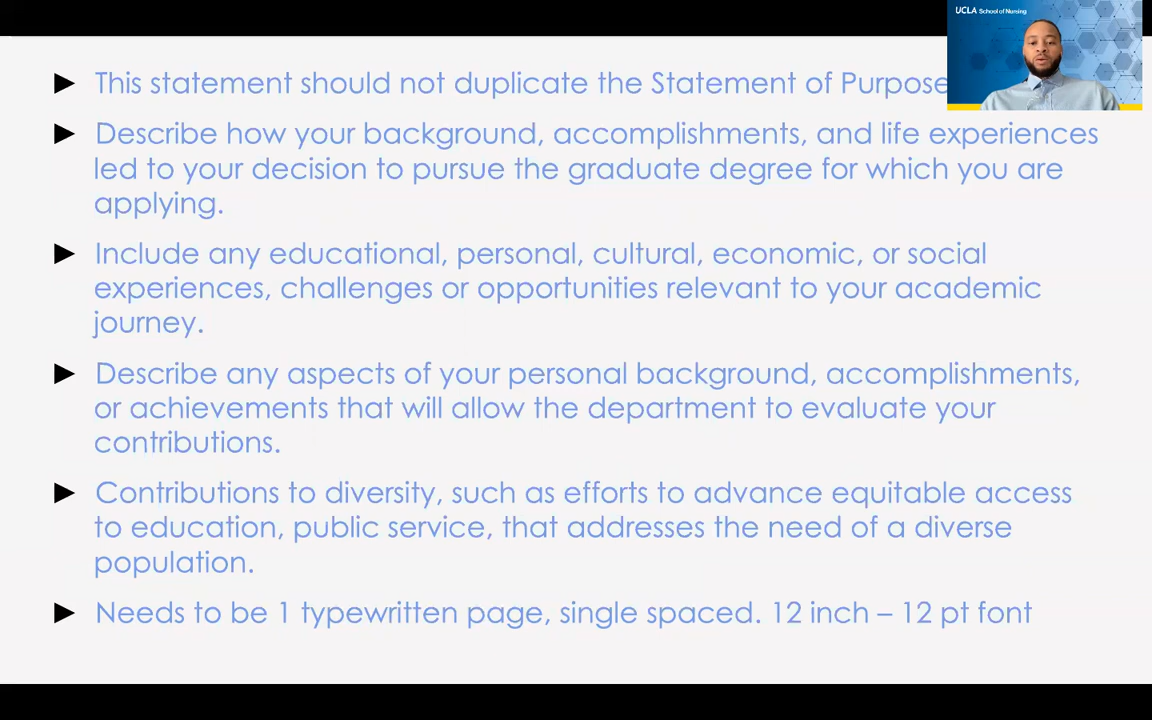 UCLA School of Nursing
This statement should not duplicate the Statement of Purpose
Describe how your background, accomplishments, and life experiences
led to your decision to pursue the graduate degree for which you are
applying.
Include any educational, personal, cultural, economic, or social
experiences, challenges or opportunities relevant to your academic
journey.
Describe any aspects of your personal background, accomplishments,
or achievements that will allow the department to evaluate your
contributions.
Contributions to diversity, such as efforts to advance equitable access
to education, public service, that addresses the need of a diverse
population.
Needs to be 1 typewritten page, single spaced. 12 inch – 12 pt font